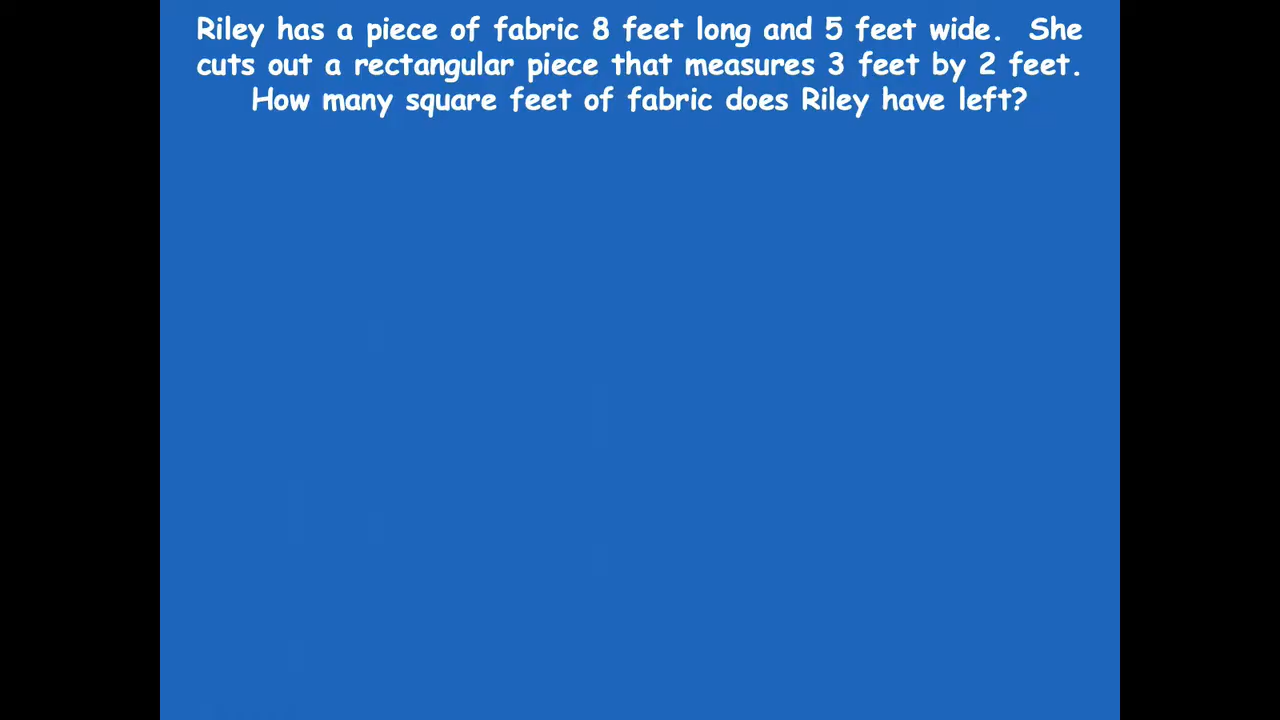 Riley has a piece of fabric 8 feet long and 5 feet wide.  She
cuts out a rectangular piece that measures 3 feet by 2 feet.
How many square feet of fabric does Riley have left?